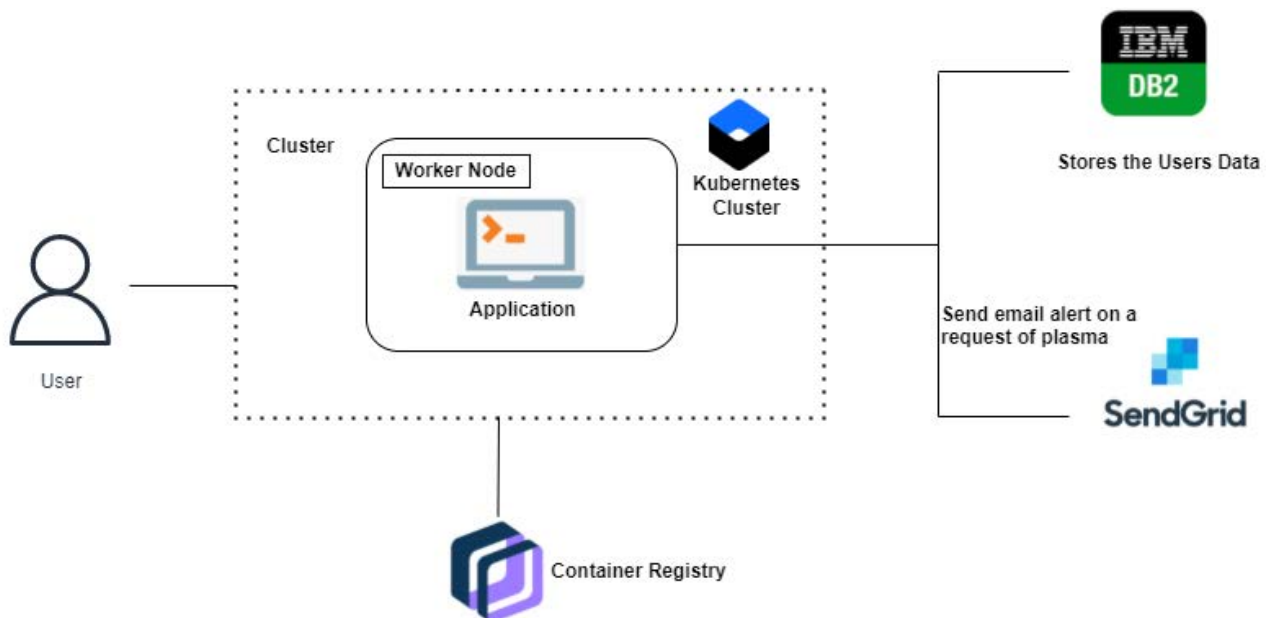 IBM
DB2
Stores the Users Data
Cluster
Worker Node
Kubernetes
Cluster
Application
User
Send email alert on a
request of plasma
SendGrid
Container Registry